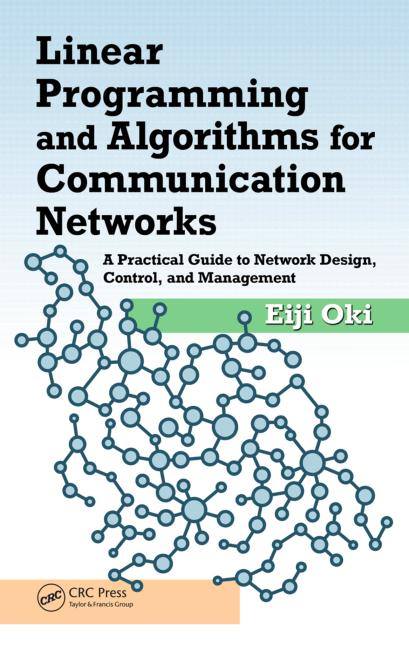 Linear
Programming
and Algorithms for
Communication
Networks
A Practical Guide to Network Design,
Control, and Management
Eiji Oki
CRC
CRC Press
Taylor & Francis Group